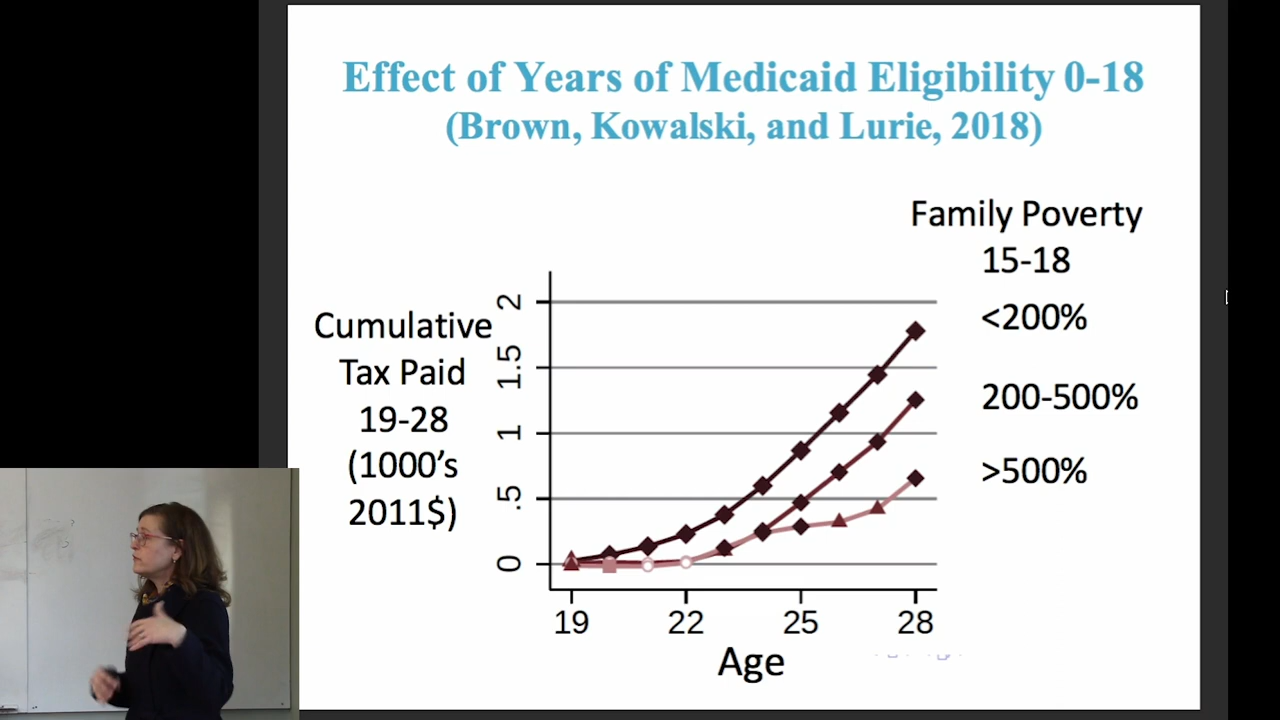 Effect of Years of Medicaid Eligibility 0-18
(Brown, Kowalski, and Lurie, 2018)
Family Poverty
15-18
<200%
200-500%
>500%
Cumulative
Tax Paid
19-28
(1000's
2011$)
2
1.5
1
.5
0
19 22 25 28
Age